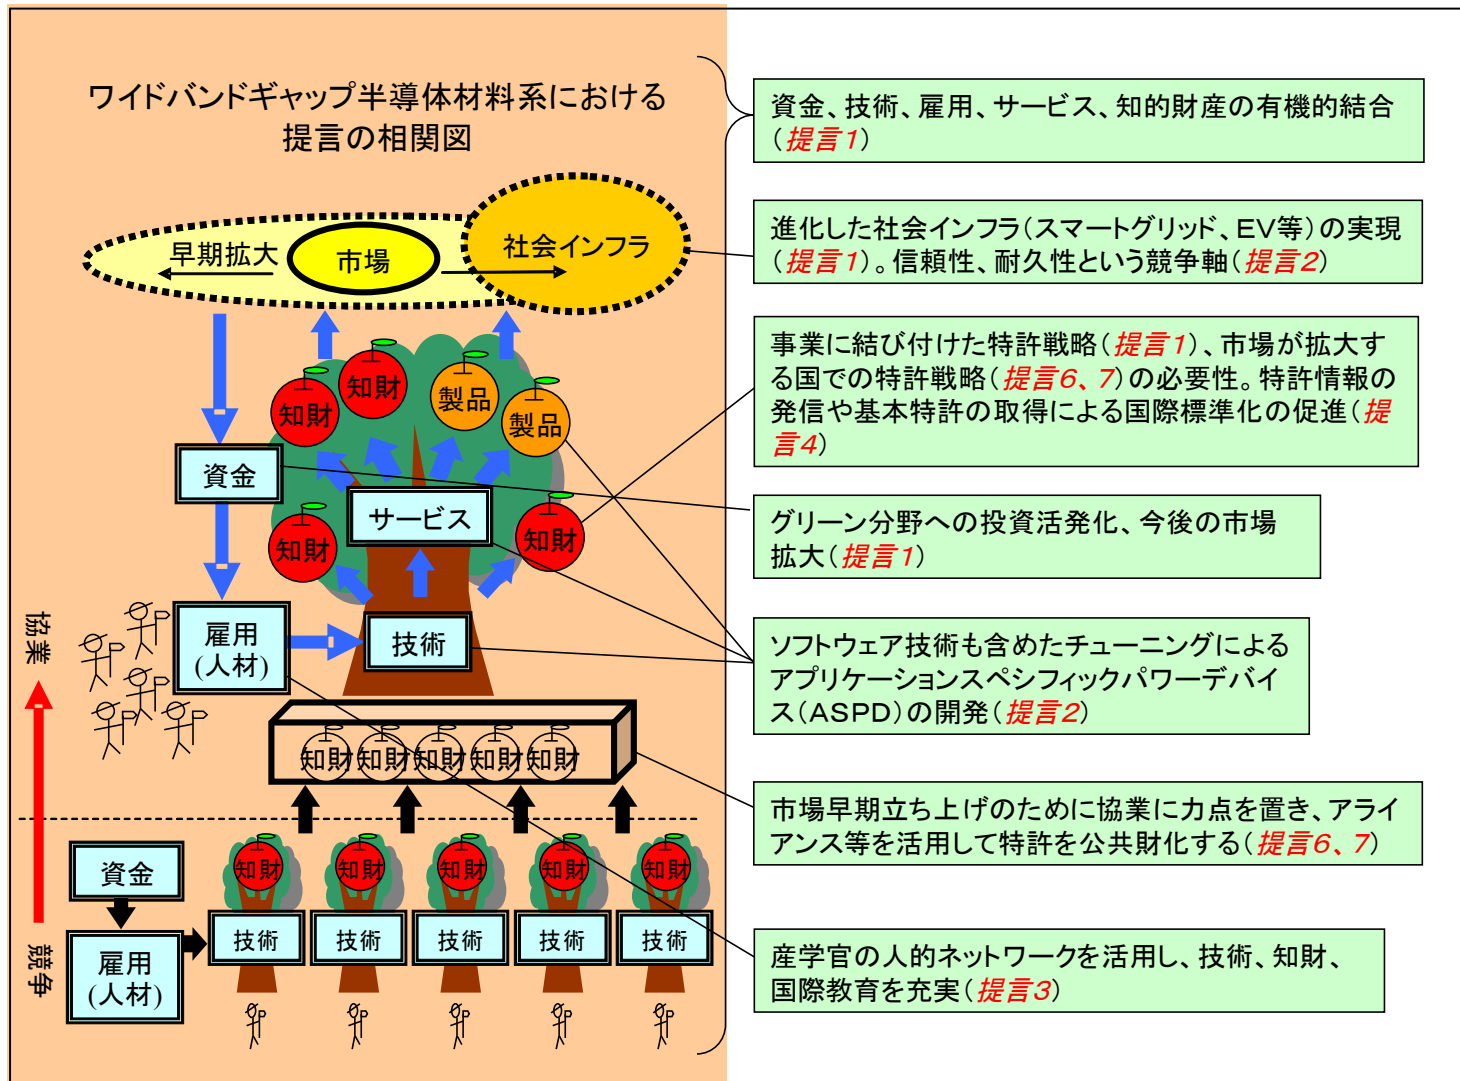 ワイドバンドギャップ半導体材料系における
提言の相関図
早期拡大
市場
社会インフラ
知財
知財
製品
製品
資金
サービス
知財
知財
雇用
(人材)
技術
協業
知財
知財
知財
知財
知財
資金
知財
知財
知財
知財
知財
技術
技術
技術
技術
技術
雇用
(人材)
競争
資金、技術、雇用、サービス、知的財産の有機的結合
(提言1)
進化した社会インフラ(スマートグリッド、EV等)の実現
(提言1)。信頼性、耐久性という競争軸(提言2)
事業に結び付けた特許戦略(提言1)、市場が拡大す
る国での特許戦略(提言6、7)の必要性。特許情報の
発信や基本特許の取得による国際標準化の促進(提
言4)
グリーン分野への投資活発化、今後の市場
拡大(提言1)
ソフトウェア技術も含めたチューニングによる
アプリケーションスペシフィックパワーデバイ
ス(ASPD)の開発(提言2)
市場早期立ち上げのために協業に力点を置き、アライ
アンス等を活用して特許を公共財化する(提言6、7)
産学官の人的ネットワークを活用し、技術、知財、
国際教育を充実(提言3)